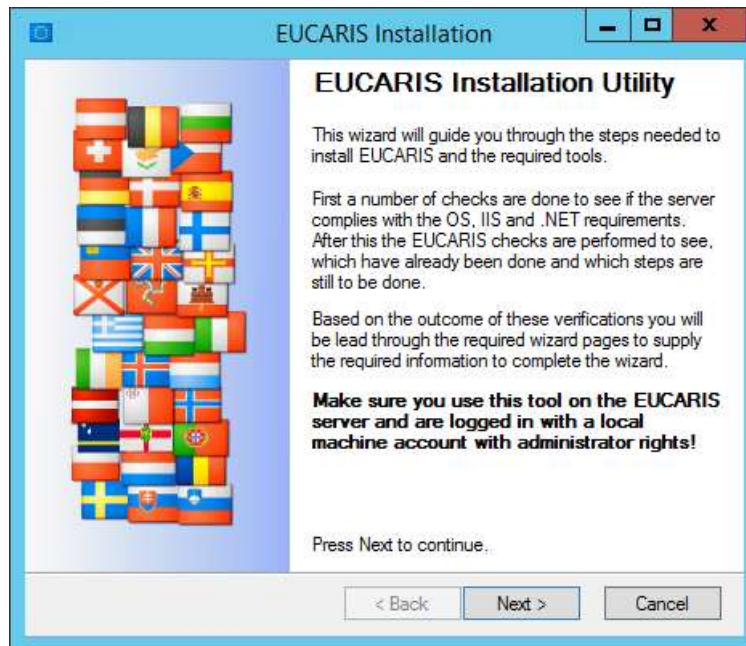 EUCARIS Installation
EUCARIS Installation Utility
This wizard will guide you through the steps needed to
install EUCARIS and the required tools.
First a number of checks are done to see if the server
complies with the OS, IIS and .NET requirements.
After this the EUCARIS checks are performed to see,
which have already been done and which steps are
still to be done.
Based on the outcome of these verifications you will
be lead through the required wizard pages to supply
the required information to complete the wizard.
Make sure you use this tool on the EUCARIS
server and are logged in with a local
machine account with administrator rights!
Press Next to continue.
< Back Next > Cancel